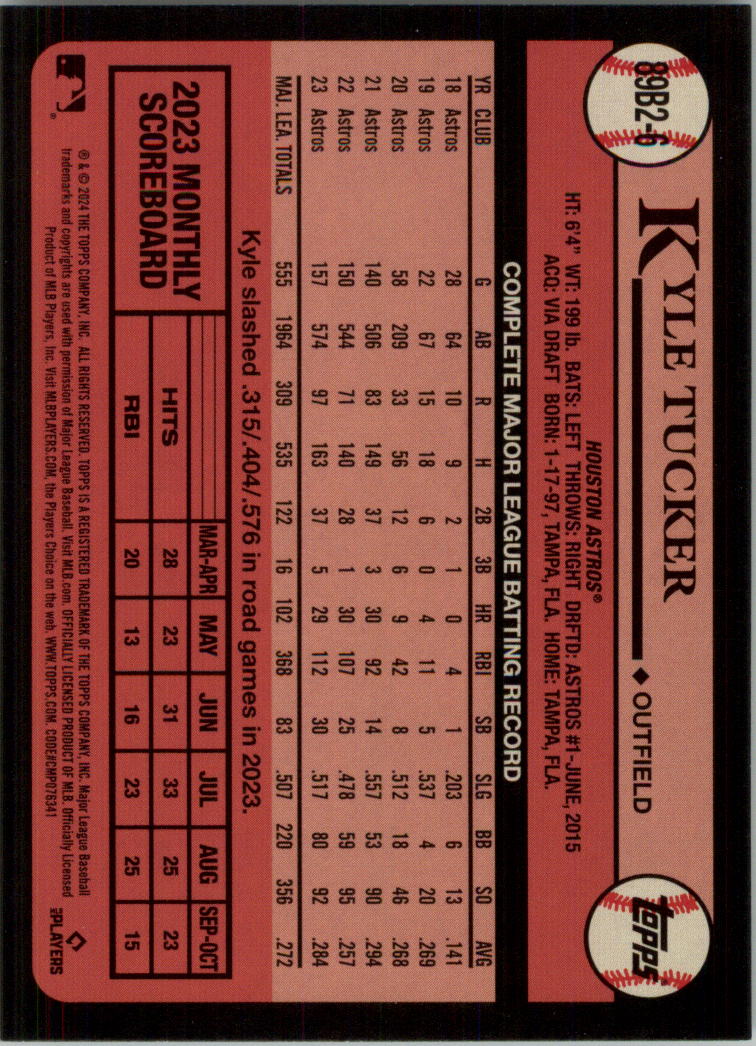 89B2-6
KYLE TUCKER
◆ OUTFIELD
topps
HOUSTON ASTROS®
HT: 6'4" WT: 199 lb. BATS: LEFT THROWS: RIGHT DRFTD: ASTROS #1-JUNE, 2015
ACQ: VIA DRAFT BORN: 1-17-97, TAMPA, FLA. HOME: TAMPA, FLA.
COMPLETE MAJOR LEAGUE BATTING RECORD
YR CLUB G AB R H 2B 3B HR RBI SB SLG BB SO AVG
18 Astros 28 64 10 9 2 1 0 4 1 .203 6 13 .141
19 Astros 22 67 15 18 6 0 4 11 5 .537 4 20 .269
20 Astros 58 209 33 56 12 6 9 42 8 .512 18 46 .268
21 Astros 140 506 83 149 37 3 30 92 14 .557 53 90 .294
22 Astros 150 544 71 140 28 1 30 107 25 .478 59 95 .257
23 Astros 157 574 97 163 37 5 29 112 30 .517 80 92 .284
MAJ. LEA. TOTALS 555 1964 309 535 122 16 102 368 83 .507 220 356 .272
Kyle slashed .315/.404/.576 in road games in 2023.
2023 MONTHLY
SCOREBOARD
MAR-APR MAY JUN JUL AUG SEP-OCT
HITS 28 23 31 33 25 23
RBI 20 13 16 23 25 15
® & © 2024 THE TOPPS COMPANY, INC. ALL RIGHTS RESERVED. TOPPS IS A REGISTERED TRADEMARK OF THE TOPPS COMPANY, INC. Major League Baseball
trademarks and copyrights are used with permission of Major League Baseball. Visit MLB.com. OFFICIALLY LICENSED PRODUCT OF MLB. Officially Licensed
Product of MLB Players, Inc. Visit MLBPLAYERS.COM, the Players Choice on the web. WWW.TOPPS.COM. CODE#CMP076341
MLB PLAYERS